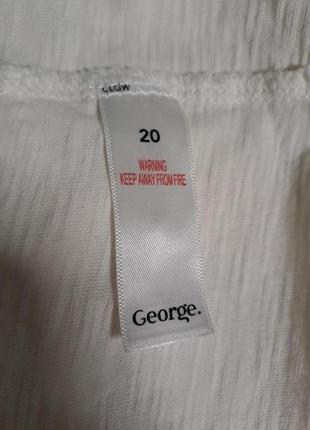 20
WARNING
KEEP AWAY FROM FIRE
George.